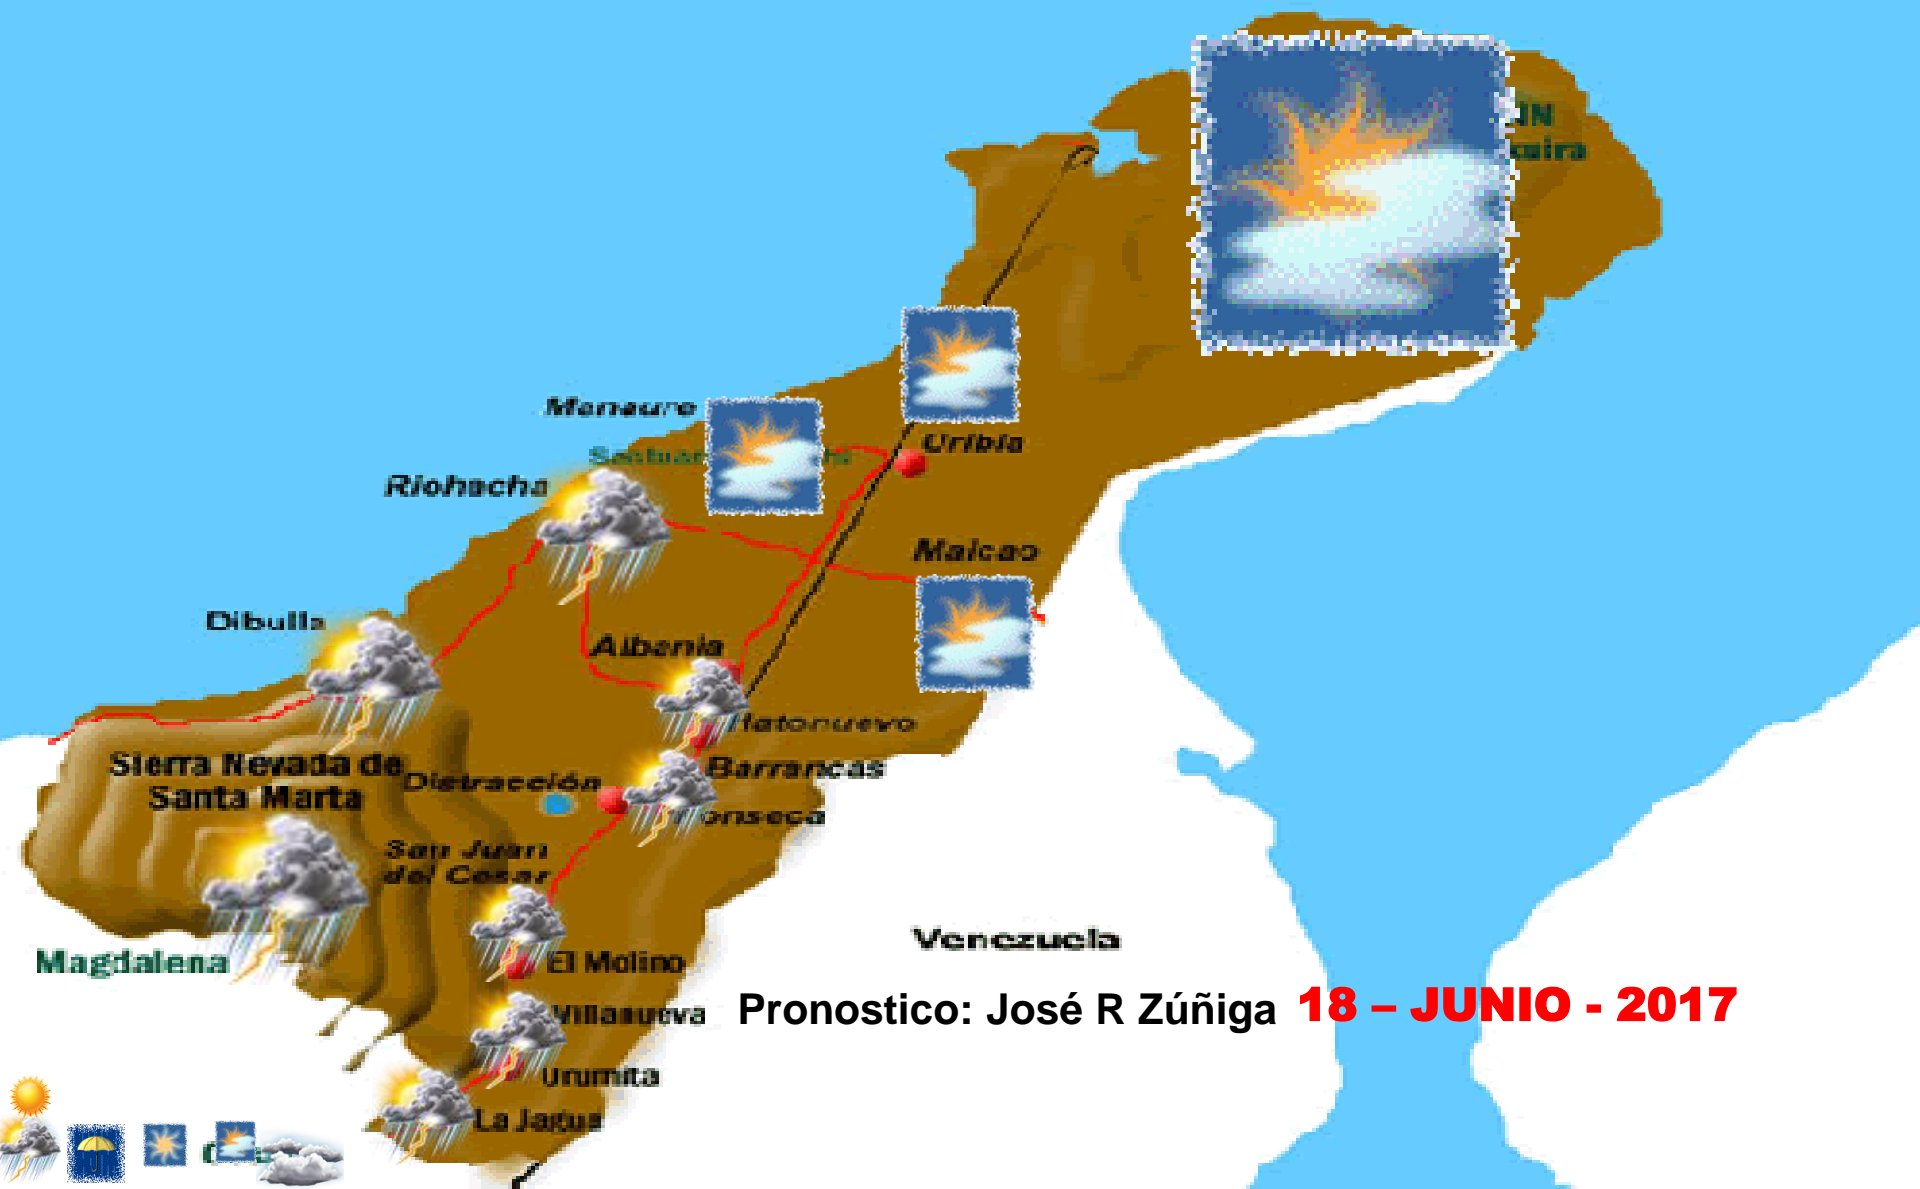 Manaure
Uribia
Riohacha
Maicao
Dibulla
Albania
Hatonuevo
Sierra Nevada de
Santa Marta
Distracción
Barrancas
Fonseca
San Juan
del Cesar
Venezuela
Magdalena
El Molino
Pronostico: José R Zúñiga
18 – JUNIO - 2017
Villanueva
Urumita
La Jagua